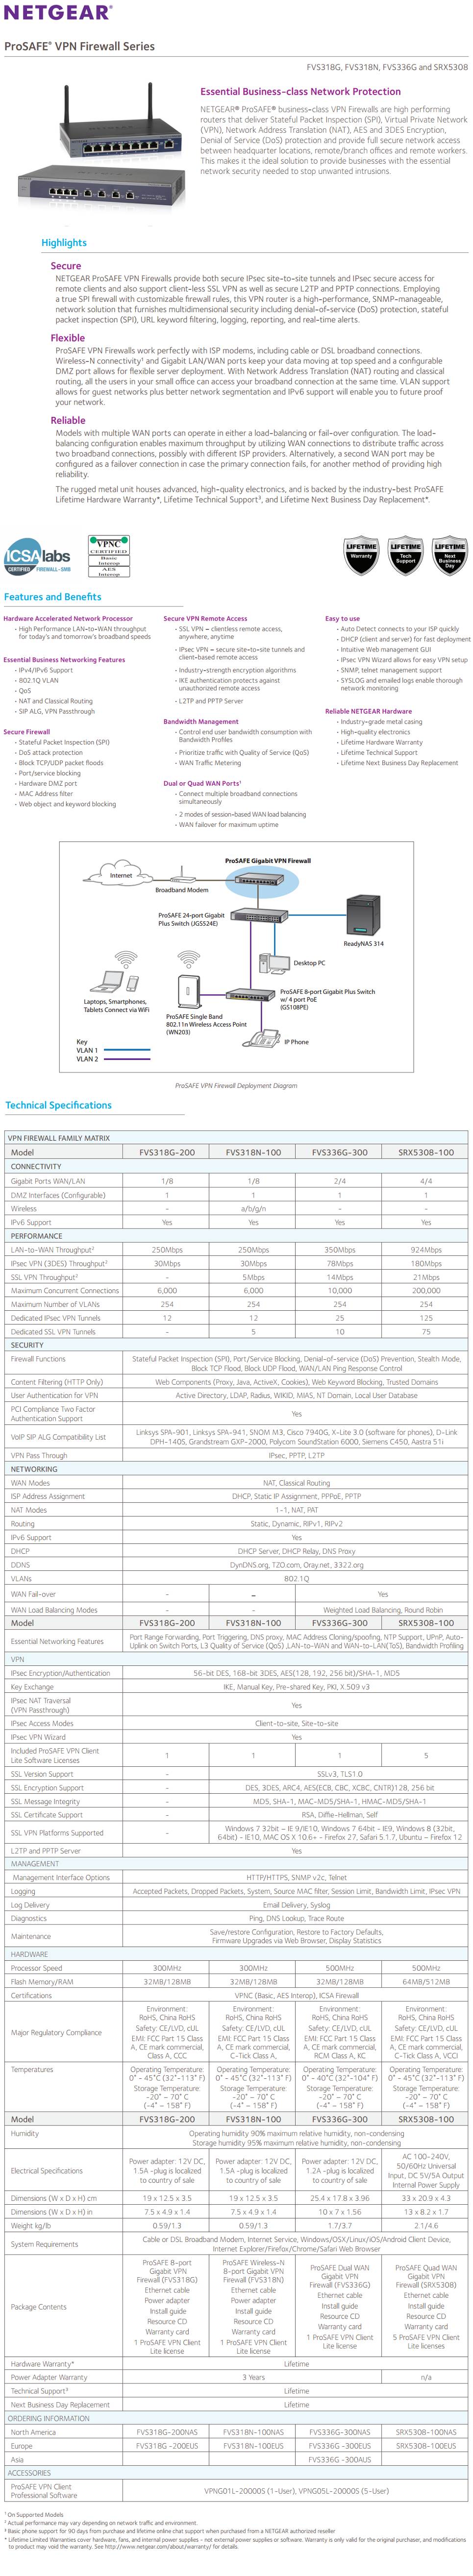 NETGEAR®
ProSAFE® VPN Firewall Series
FVS318G, FVS318N, FVS336G and SRX5308
Essential Business-class Network Protection
NETGEAR® ProSAFE® business-class VPN Firewalls are high performing
routers that deliver Stateful Packet Inspection (SPI), Virtual Private Network
(VPN), Network Address Translation (NAT), AES and 3DES Encryption,
Denial of Service (DoS) protection and provide full secure network access
between headquarter locations, remote/branch offices and remote workers.
This makes it the ideal solution to provide businesses with the essential
network security needed to stop unwanted intrusions.
Highlights
Secure
NETGEAR ProSAFE VPN Firewalls provide both secure IPsec site-to-site tunnels and IPsec secure access for
remote clients and also support client-less SSL VPN as well as secure L2TP and PPTP connections. Employing
a true SPI firewall with customizable firewall rules, this VPN router is a high-performance, SNMP-manageable,
network solution that furnishes multidimensional security including denial-of-service (DoS) protection, stateful
packet inspection (SPI), URL keyword filtering, logging, reporting, and real-time alerts.
Flexible
ProSAFE VPN Firewalls work perfectly with ISP modems, including cable or DSL broadband connections.
Wireless-N connectivity¹ and Gigabit LAN/WAN ports keep your data moving at top speed and a configurable
DMZ port allows for flexible server deployment. With Network Address Translation (NAT) routing and classical
routing, all the users in your small office can access your broadband connection at the same time. VLAN support
allows for guest networks plus better network segmentation and IPv6 support will enable you to future proof
your network.
Reliable
Models with multiple WAN ports can operate in either a load-balancing or fail-over configuration. The load-
balancing configuration enables maximum throughput by utilizing WAN connections to distribute traffic across
two broadband connections, possibly with different ISP providers. Alternatively, a second WAN port may be
configured as a failover connection in case the primary connection fails, for another method of providing high
reliability.
The rugged metal unit houses advanced, high-quality electronics, and is backed by the industry-best ProSAFE
Lifetime Hardware Warranty*, Lifetime Technical Support³, and Lifetime Next Business Day Replacement*.
ICSA labs
CERTIFIED FIREWALL-SMB
VPNC
CERTIFIED
Basic
Interop
AES
Interop
LIFETIME
Warranty
LIFETIME
Tech
Support
LIFETIME
Next
Business
Day
Features and Benefits
Hardware Accelerated Network Processor
• High Performance LAN-to-WAN throughput
for today's and tomorrow's broadband speeds
Essential Business Networking Features
• IPv4/IPv6 Support
• 802.1Q VLAN
• QoS
• NAT and Classical Routing
• SIP ALG, VPN Passthrough
Secure Firewall
• Stateful Packet Inspection (SPI)
• DoS attack protection
• Block TCP/UDP packet floods
• Port/service blocking
• Hardware DMZ port
• MAC Address filter
• Web object and keyword blocking
Secure VPN Remote Access
• SSL VPN – clientless remote access,
anywhere, anytime
• IPsec VPN – secure site-to-site tunnels and
client-based remote access
• Industry-strength encryption algorithms
• IKE authentication protects against
unauthorized remote access
• L2TP and PPTP Server
Bandwidth Management
• Control end user bandwidth consumption with
Bandwidth Profiles
• Prioritize traffic with Quality of Service (QoS)
• WAN Traffic Metering
Dual or Quad WAN Ports¹
• Connect multiple broadband connections
simultaneously
• 2 modes of session-based WAN load balancing
• WAN failover for maximum uptime
Easy to use
• Auto Detect connects to your ISP quickly
• DHCP (client and server) for fast deployment
• Intuitive Web management GUI
• IPsec VPN Wizard allows for easy VPN setup
• SNMP, telnet management support
• SYSLOG and emailed logs enable thorough
network monitoring
Reliable NETGEAR Hardware
• Industry-grade metal casing
• High-quality electronics
• Lifetime Hardware Warranty
• Lifetime Technical Support
• Lifetime Next Business Day Replacement
ProSAFE Gigabit VPN Firewall
Internet
Broadband Modem
ProSAFE 24-port Gigabit
Plus Switch (JGS524E)
ReadyNAS 314
Desktop PC
Laptops, Smartphones,
Tablets Connect via WiFi
ProSAFE Single Band
802.11n Wireless Access Point
(WN203)
ProSAFE 8-port Gigabit Plus Switch
w/ 4 port PoE
(GS108PE)
IP Phone
Key
VLAN 1
VLAN 2
ProSAFE VPN Firewall Deployment Diagram
Technical Specifications
VPN FIREWALL FAMILY MATRIX
Model FVS318G-200 FVS318N-100 FVS336G-300 SRX5308-100
CONNECTIVITY
Gigabit Ports WAN/LAN 1/8 1/8 2/4 4/4
DMZ Interfaces (Configurable) 1 1 1 1
Wireless - a/b/g/n - -
IPv6 Support Yes Yes Yes Yes
PERFORMANCE
LAN-to-WAN Throughput² 250Mbps 250Mbps 350Mbps 924Mbps
IPsec VPN (3DES) Throughput² 30Mbps 30Mbps 78Mbps 180Mbps
SSL VPN Throughput² - 5Mbps 14Mbps 21Mbps
Maximum Concurrent Connections 6,000 6,000 10,000 200,000
Maximum Number of VLANs 254 254 254 254
Dedicated IPsec VPN Tunnels 12 12 25 125
Dedicated SSL VPN Tunnels - 5 10 75
SECURITY
Firewall Functions Stateful Packet Inspection (SPI), Port/Service Blocking, Denial-of-service (DoS) Prevention, Stealth Mode,
Block TCP Flood, Block UDP Flood, WAN/LAN Ping Response Control
Content Filtering (HTTP Only) Web Components (Proxy, Java, ActiveX, Cookies), Web Keyword Blocking, Trusted Domains
User Authentication for VPN Active Directory, LDAP, Radius, WIKID, MIAS, NT Domain, Local User Database
PCI Compliance Two Factor
Authentication Support Yes
VoIP SIP ALG Compatibility List Linksys SPA-901, Linksys SPA-941, SNOM M3, Cisco 7940G, X-Lite 3.0 (software for phones), D-Link
DPH-140S, Grandstream GXP-2000, Polycom SoundStation 6000, Siemens C450, Aastra 51i
VPN Pass Through IPsec, PPTP, L2TP
NETWORKING
WAN Modes NAT, Classical Routing
ISP Address Assignment DHCP, Static IP Assignment, PPPoE, PPTP
NAT Modes 1-1, NAT, PAT
Routing Static, Dynamic, RIPv1, RIPv2
IPv6 Support Yes
DHCP DHCP Server, DHCP Relay, DNS Proxy
DDNS DynDNS.org, TZO.com, Oray.net, 3322.org
VLANs 802.1Q
WAN Fail-over - – Yes
WAN Load Balancing Modes - - Weighted Load Balancing, Round Robin
Model FVS318G-200 FVS318N-100 FVS336G-300 SRX5308-100
Essential Networking Features Port Range Forwarding, Port Triggering, DNS proxy, MAC Address Cloning/spoofing, NTP Support, UPnP, Auto-
Uplink on Switch Ports, L3 Quality of Service (QoS) ,LAN-to-WAN and WAN-to-LAN(ToS), Bandwidth Profiling
VPN
IPsec Encryption/Authentication 56-bit DES, 168-bit 3DES, AES(128, 192, 256 bit)/SHA-1, MD5
Key Exchange IKE, Manual Key, Pre-shared Key, PKI, X.509 v3
IPsec NAT Traversal
(VPN Passthrough) Yes
IPsec Access Modes Client-to-site, Site-to-site
IPsec VPN Wizard Yes
Included ProSAFE VPN Client
Lite Software Licenses 1 1 1 5
SSL Version Support - SSLv3, TLS1.0
SSL Encryption Support - DES, 3DES, ARC4, AES(ECB, CBC, XCBC, CNTR)128, 256 bit
SSL Message Integrity - MD5, SHA-1, MAC-MD5/SHA-1, HMAC-MD5/SHA-1
SSL Certificate Support - RSA, Diffie-Hellman, Self
SSL VPN Platforms Supported - Windows 7 32bit – IE 9/IE10, Windows 7 64bit - IE9, Windows 8 (32bit,
64bit) - IE10, MAC OS X 10.6+ - Firefox 27, Safari 5.1.7, Ubuntu – Firefox 12
L2TP and PPTP Server Yes
MANAGEMENT
Management Interface Options HTTP/HTTPS, SNMP v2c, Telnet
Logging Accepted Packets, Dropped Packets, System, Source MAC filter, Session Limit, Bandwidth Limit, IPsec VPN
Log Delivery Email Delivery, Syslog
Diagnostics Ping, DNS Lookup, Trace Route
Maintenance Save/restore Configuration, Restore to Factory Defaults,
Firmware Upgrades via Web Browser, Display Statistics
HARDWARE
Processor Speed 300MHz 300MHz 500MHz 500MHz
Flash Memory/RAM 32MB/128MB 32MB/128MB 32MB/128MB 64MB/512MB
Certifications VPNC (Basic, AES Interop), ICSA Firewall
Major Regulatory Compliance
Environment:
RoHS, China RoHS
Safety: CE/LVD, cUL
EMI: FCC Part 15 Class
A, CE mark commercial,
Class A, CCC
Environment:
RoHS, China RoHS
Safety: CE/LVD, cUL
EMI: FCC Part 15 Class
A, CE mark commercial,
C-Tick Class A,
Environment:
RoHS, China RoHS
Safety: CE/LVD, cUL
EMI: FCC Part 15 Class
A, CE mark commercial,
RCM Class A, KC
Environment:
RoHS, China RoHS
Safety: CE/LVD, cUL
EMI: FCC Part 15 Class
A, CE mark commercial,
C-Tick Class A, VCCI
Temperatures
Operating Temperature:
0° - 45°C (32°-113° F)
Storage Temperature:
-20° – 70° C
(-4° – 158° F)
Operating Temperature:
0° - 45°C (32°-113° F)
Storage Temperature:
-20° – 70° C
(-4° – 158° F)
Operating Temperature:
0° - 40°C (32°-104° F)
Storage Temperature:
-20° – 70° C
(-4° – 158° F)
Operating Temperature:
0° - 45°C (32°-113° F)
Storage Temperature:
-20° – 70° C
(-4° – 158° F)
Model FVS318G-200 FVS318N-100 FVS336G-300 SRX5308-100
Humidity Operating humidity 90% maximum relative humidity, non-condensing
Storage humidity 95% maximum relative humidity, non-condensing
Electrical Specifications
Power adapter: 12V DC,
1.5A -plug is localized
to country of sale
Power adapter: 12V DC,
1.5A -plug is localized
to country of sale
Power adapter: 12V DC,
1.2A -plug is localized
to country of sale
AC 100-240V,
50/60Hz Universal
Input, DC 5V/5A Output
Internal Power Supply
Dimensions (W x D x H) cm 19 x 12.5 x 3.5 19 x 12.5 x 3.5 25.4 x 17.8 x 3.96 33 x 20.9 x 4.3
Dimensions (W x D x H) in 7.5 x 4.9 x 1.4 7.5 x 4.9 x 1.4 10 x 7 x 1.56 13 x 8.2 x 1.7
Weight kg/lb 0.59/1.3 0.59/1.3 1.7/3.7 2.1/4.6
System Requirements Cable or DSL Broadband Modem, Internet Service, Windows/OSX/Linux/iOS/Android Client Device,
Internet Explorer/Firefox/Chrome/Safari Web Browser
Package Contents
ProSAFE 8-port
Gigabit VPN
Firewall (FVS318G)
Ethernet cable
Power adapter
Install guide
Resource CD
Warranty card
1 ProSAFE VPN Client
Lite license
ProSAFE Wireless-N
8-port Gigabit VPN
Firewall (FVS318N)
Ethernet cable
Power adapter
Install guide
Resource CD
Warranty card
1 ProSAFE VPN Client
Lite license
ProSAFE Dual WAN
Gigabit VPN
Firewall (FVS336G)
Ethernet cable
Install guide
Resource CD
Warranty card
1 ProSAFE VPN Client
Lite license
ProSAFE Quad WAN
Gigabit VPN
Firewall (SRX5308)
Ethernet cable
Install guide
Resource CD
Warranty card
5 ProSAFE VPN Client
Lite licenses
Hardware Warranty* Lifetime
Power Adapter Warranty 3 Years n/a
Technical Support³ Lifetime
Next Business Day Replacement Lifetime
ORDERING INFORMATION
North America FVS318G-200NAS FVS318N-100NAS FVS336G-300NAS SRX5308-100NAS
Europe FVS318G -200EUS FVS318N-100EUS FVS336G -300EUS SRX5308-100EUS
Asia FVS336G -300AUS
ACCESSORIES
ProSAFE VPN Client
Professional Software VPNG01L-20000S (1-User), VPNG05L-20000S (5-User)
¹ On Supported Models
² Actual performance may vary depending on network traffic and environment.
³ Basic phone support for 90 days from purchase and lifetime online chat support when purchased from a NETGEAR authorized reseller
* Lifetime Limited Warranties cover hardware, fans, and internal power supplies - not external power supplies or software. Warranty is only valid for the original purchaser, and modifications
to product may void the warranty. See http://www.netgear.com/about/warranty/ for details.